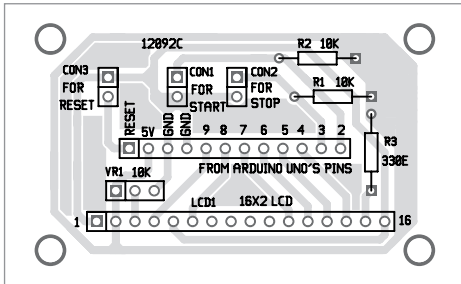 12092C
R2 10K
CON3
FOR
RESET
CON1
FOR
START
CON2
FOR
STOP
R1 10K
RESET
5V
GND
GND
9 8 7 6 5 4 3 2
FROM ARDUINO UNO'S PINS
R3
330E
VR1 10K
LCD1 16X2 LCD
1
16